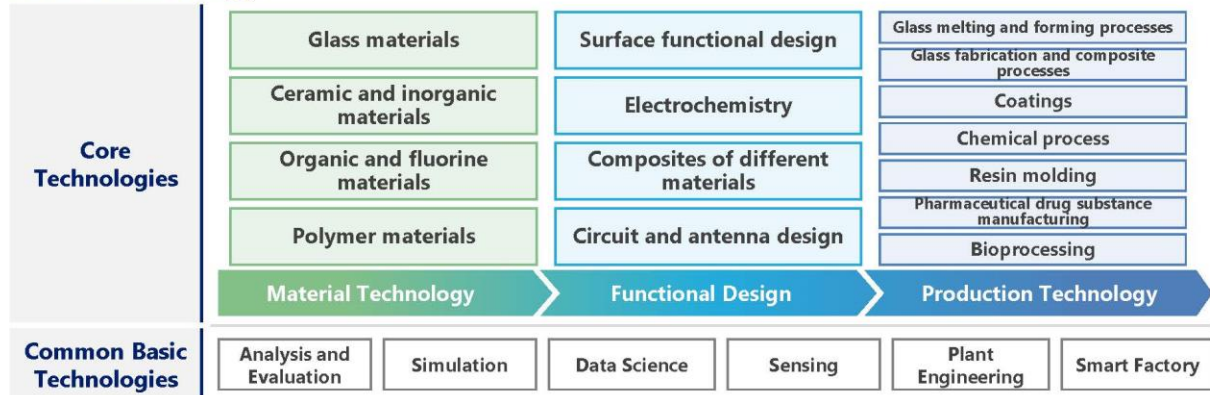 Core
Technologies
Glass materials
Ceramic and inorganic
materials
Organic and fluorine
materials
Polymer materials
Material Technology
Surface functional design
Electrochemistry
Composites of different
materials
Circuit and antenna design
Functional Design
Glass melting and forming processes
Glass fabrication and composite
processes
Coatings
Chemical process
Resin molding
Pharmaceutical drug substance
manufacturing
Bioprocessing
Production Technology
Common Basic
Technologies
Analysis and
Evaluation
Simulation
Data Science
Sensing
Plant
Engineering
Smart Factory